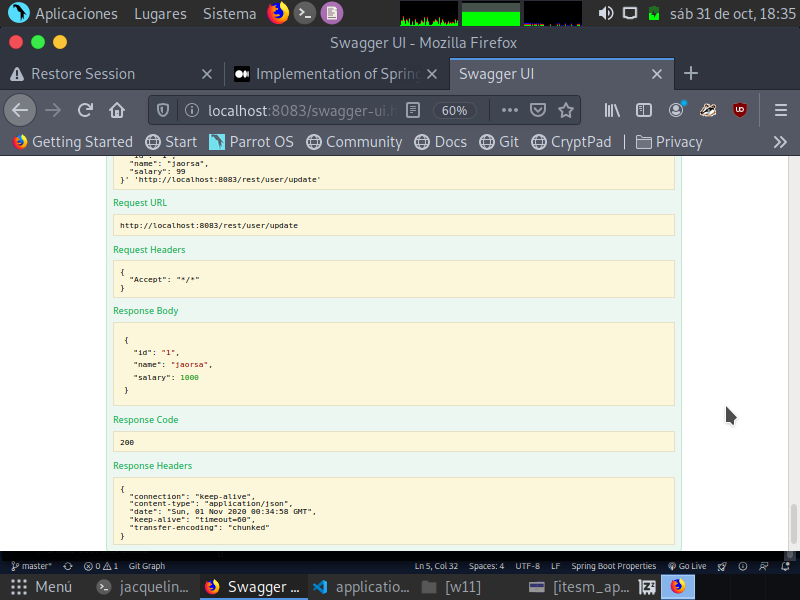 Aplicaciones Lugares Sistema sáb 31 de oct, 18:35
Swagger UI - Mozilla Firefox
Restore Session Implementation of Spring Swagger UI
localhost:8083/swagger-ui.h 60%
Getting Started Start Parrot OS Community Docs Git CryptPad Privacy
"id": "1",
"name": "jaorsa",
"salary": 99
}' 'http://localhost:8083/rest/user/update'
Request URL
http://localhost:8083/rest/user/update
Request Headers
{
"Accept": "*/*"
}
Response Body
{
"id": "1",
"name": "jaorsa",
"salary": 1000
}
Response Code
200
Response Headers
{
"connection": "keep-alive",
"content-type": "application/json",
"date": "Sun, 01 Nov 2020 00:34:58 GMT",
"keep-alive": "timeout=60",
"transfer-encoding": "chunked"
}
master* 0 1 Git Graph Ln 5, Col 32 Spaces: 4 UTF-8 LF Spring Boot Properties Go Live
Menú jacquelin... Swagger ... applicatio... [w11] [itesm_ap...